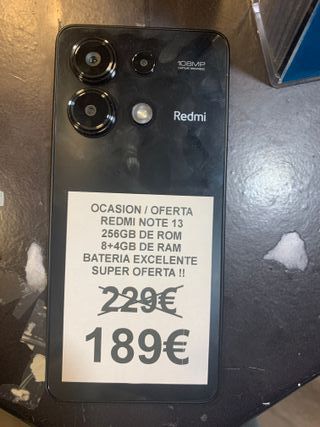 108MP
Redmi
OCASION / OFERTA
REDMI NOTE 13
256GB DE ROM
8+4GB DE RAM
BATERIA EXCELENTE
SUPER OFERTA !!
229€
189€